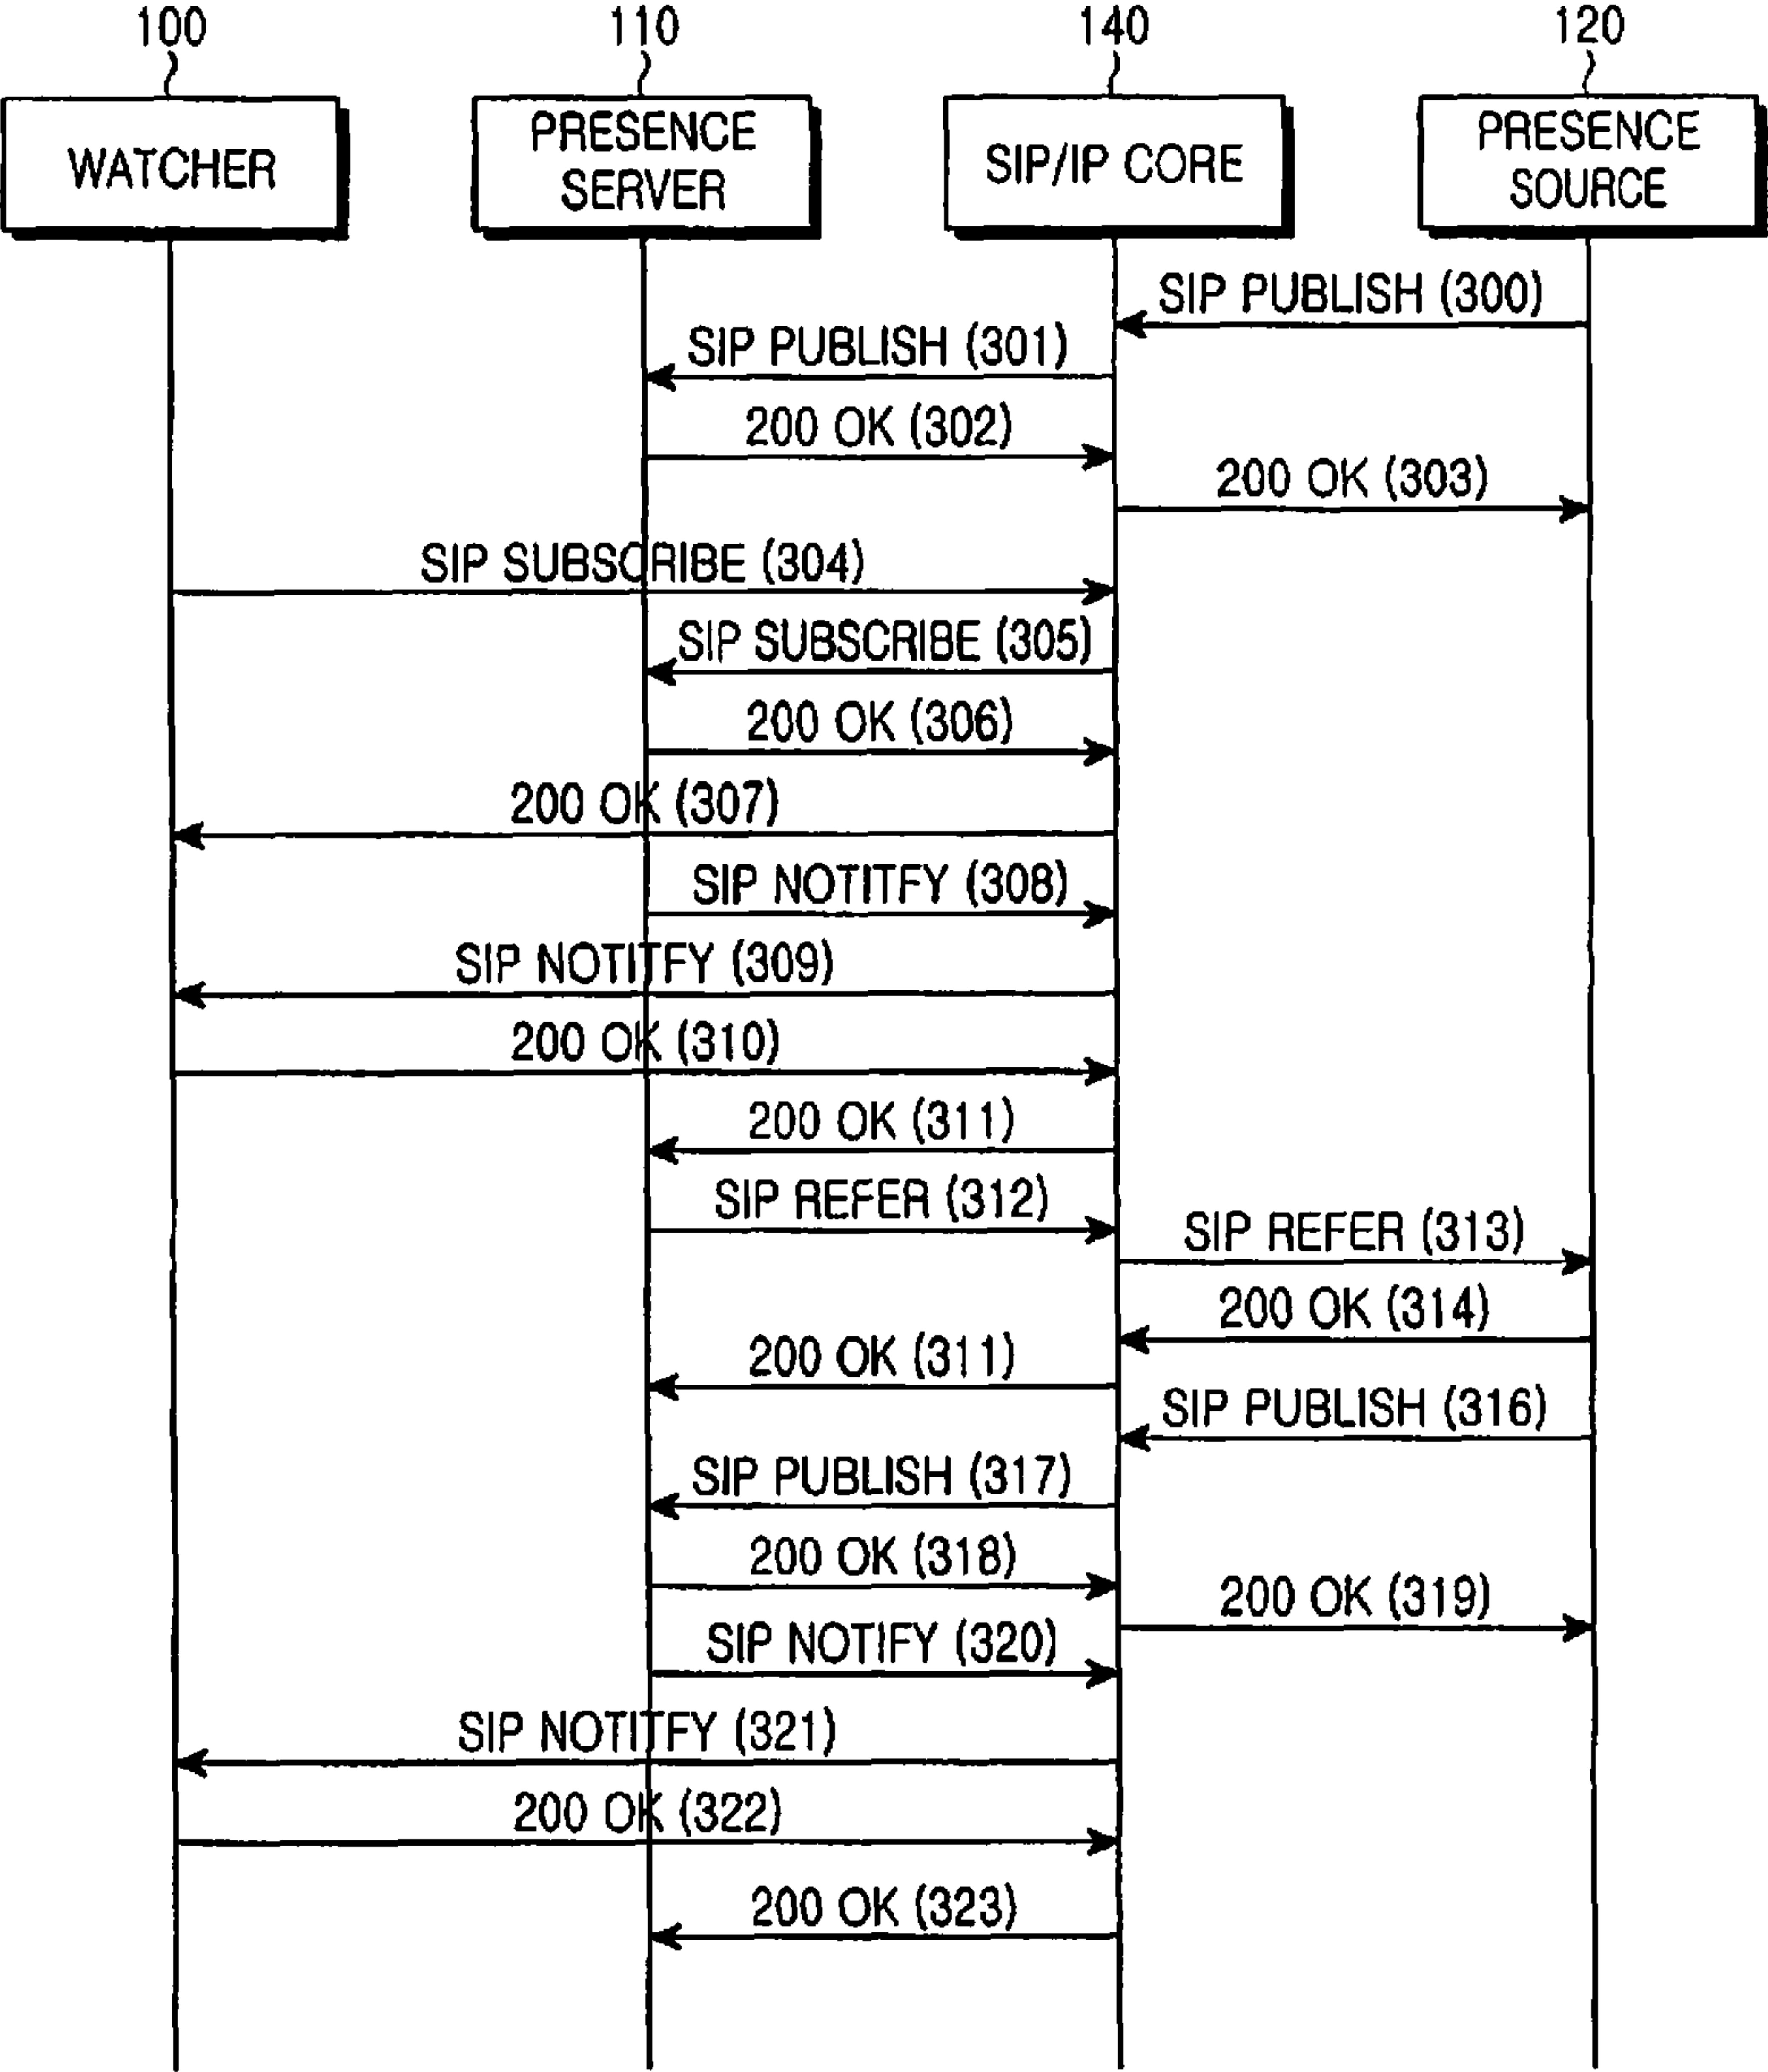 100
110
140
120
WATCHER
PRESENCE
SERVER
SIP/IP CORE
PRESENCE
SOURCE
SIP PUBLISH (300)
SIP PUBLISH (301)
200 OK (302)
200 OK (303)
SIP SUBSCRIBE (304)
SIP SUBSCRIBE (305)
200 OK (306)
200 OK (307)
SIP NOTITFY (308)
SIP NOTITFY (309)
200 OK (310)
200 OK (311)
SIP REFER (312)
SIP REFER (313)
200 OK (314)
200 OK (311)
SIP PUBLISH (316)
SIP PUBLISH (317)
200 OK (318)
200 OK (319)
SIP NOTIFY (320)
SIP NOTITFY (321)
200 OK (322)
200 OK (323)